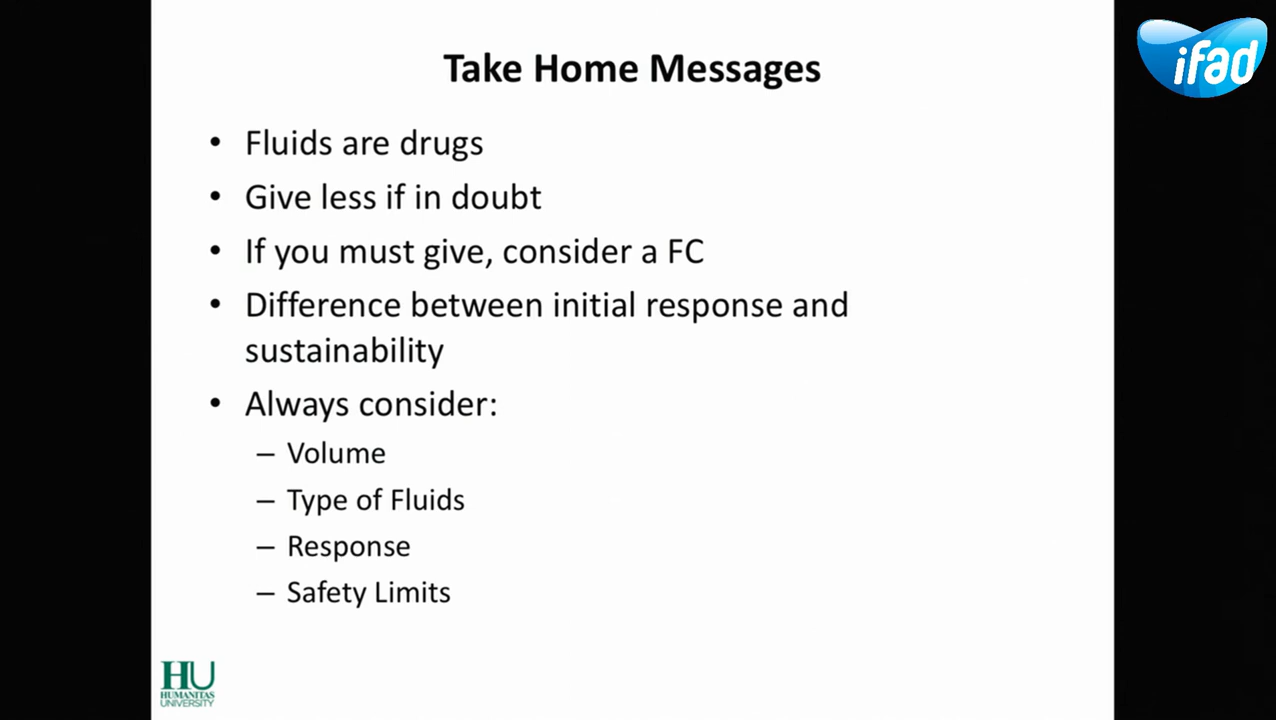 ifad
Take Home Messages
• Fluids are drugs
• Give less if in doubt
• If you must give, consider a FC
• Difference between initial response and
sustainability
• Always consider:
– Volume
– Type of Fluids
– Response
– Safety Limits
HU
HUMANITAS
UNIVERSITY